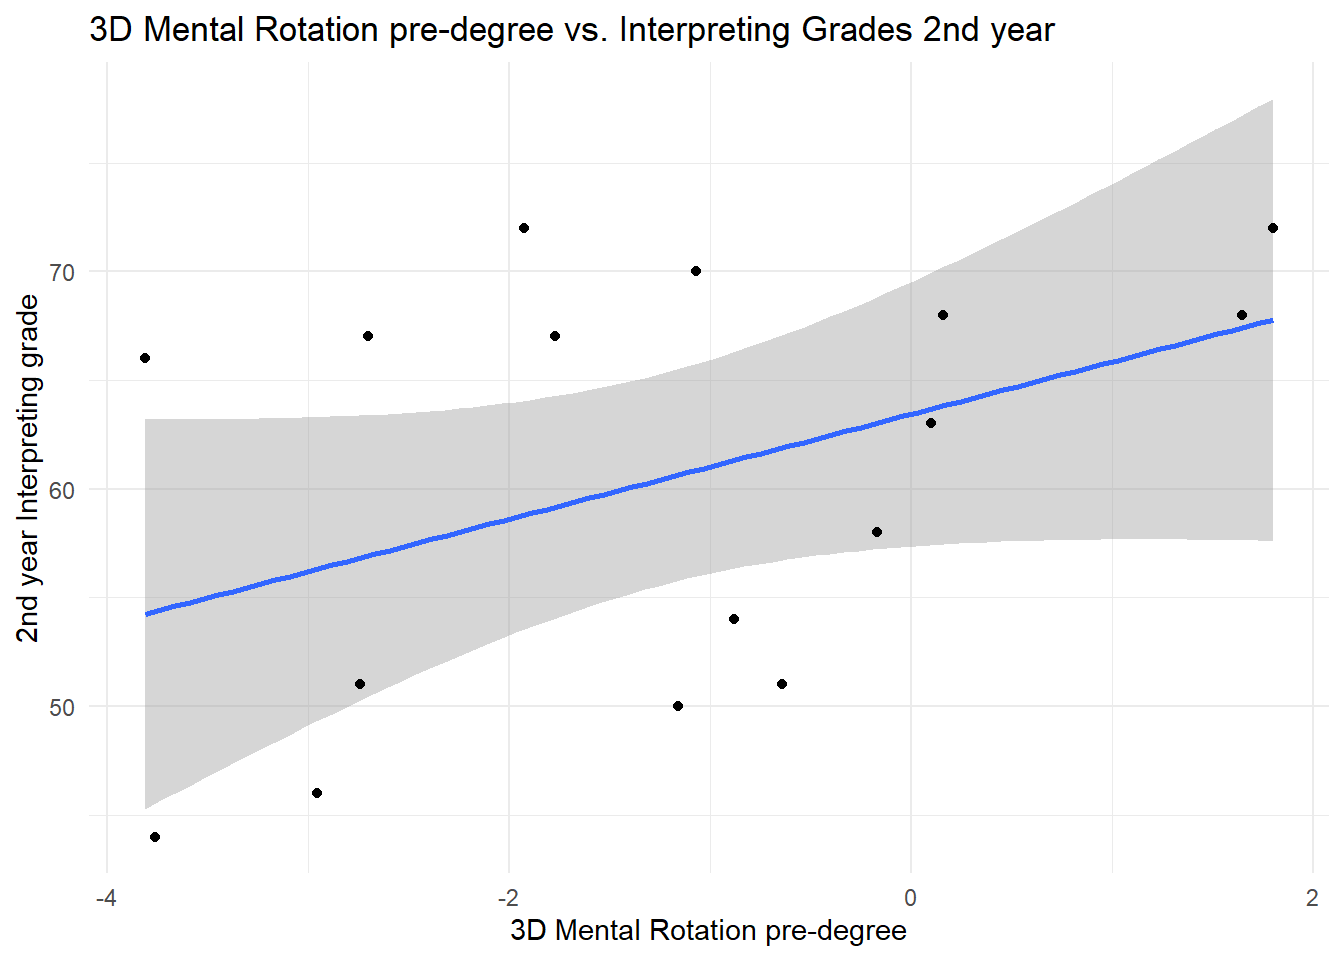 3D Mental Rotation pre-degree vs. Interpreting Grades 2nd year
2nd year Interpreting grade
70
60
50
-4
-2
0
2
3D Mental Rotation pre-degree